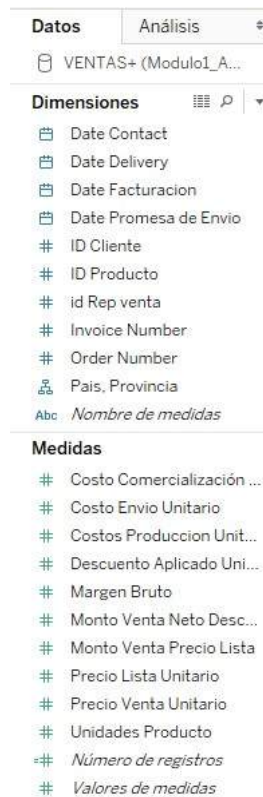 Datos Análisis
VENTAS+ (Modulo1_A...
Dimensiones
Date Contact
Date Delivery
Date Facturacion
Date Promesa de Envio
# ID Cliente
# ID Producto
# id Rep venta
# Invoice Number
# Order Number
Pais, Provincia
Abc Nombre de medidas
Medidas
# Costo Comercialización ...
# Costo Envio Unitario
# Costos Produccion Unit...
# Descuento Aplicado Uni...
# Margen Bruto
# Monto Venta Neto Desc...
# Monto Venta Precio Lista
# Precio Lista Unitario
# Precio Venta Unitario
# Unidades Producto
=# Número de registros
# Valores de medidas